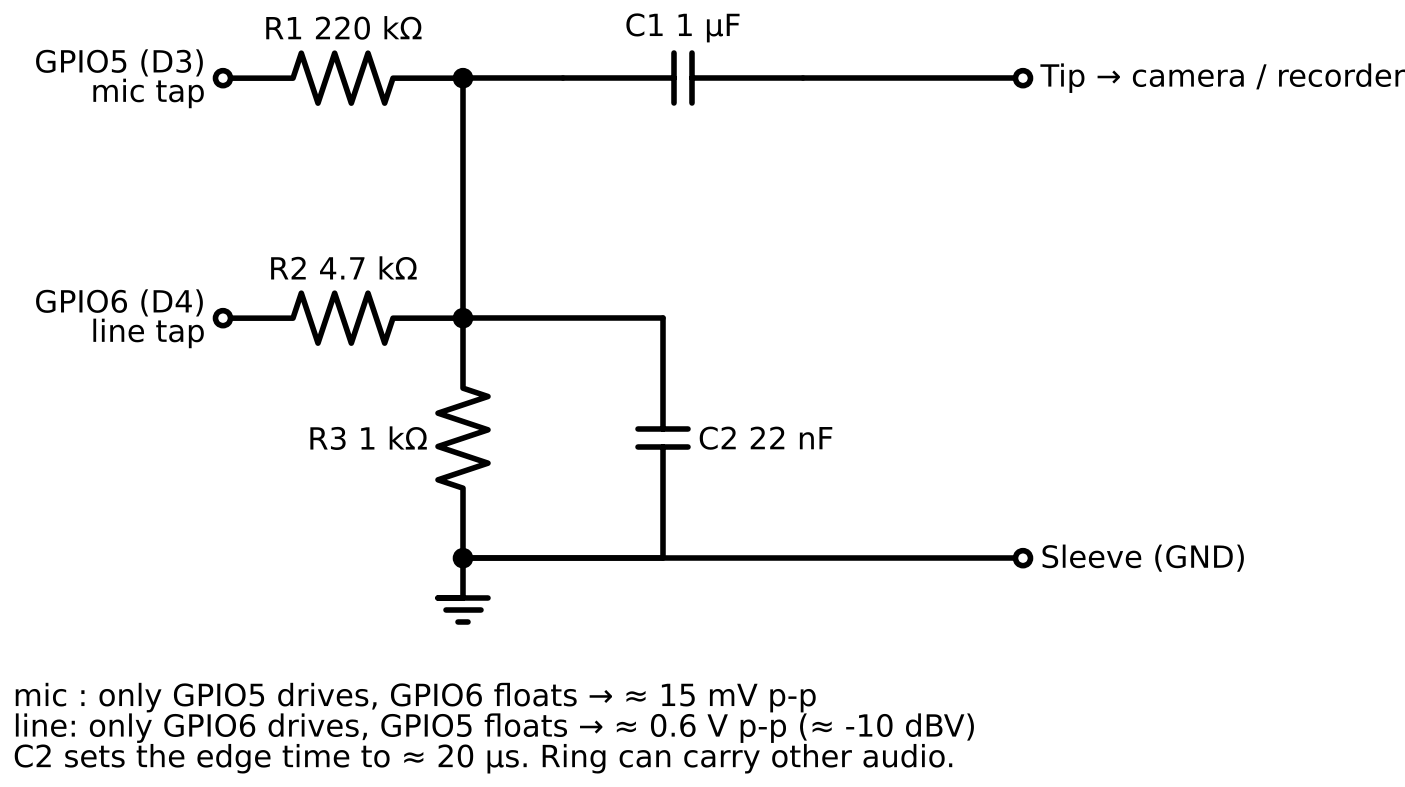 R1 220 kΩ
C1 1 µF
GPIO5 (D3)
mic tap
Tip → camera / recorder
R2 4.7 kΩ
GPIO6 (D4)
line tap
R3 1 kΩ
C2 22 nF
Sleeve (GND)
mic : only GPIO5 drives, GPIO6 floats → ≈ 15 mV p-p
line: only GPIO6 drives, GPIO5 floats → ≈ 0.6 V p-p (≈ -10 dBV)
C2 sets the edge time to ≈ 20 µs. Ring can carry other audio.